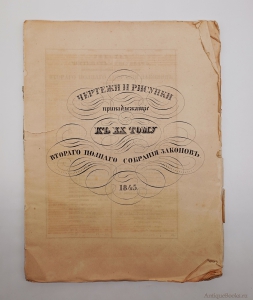 ЧЕРТЕЖИ И РИСУНКИ
принадлежащіе
КЪ XX ТОМУ
ВТОРАГО ПОЛНАГО СОБРАНІЯ ЗАКОНОВЪ
1845